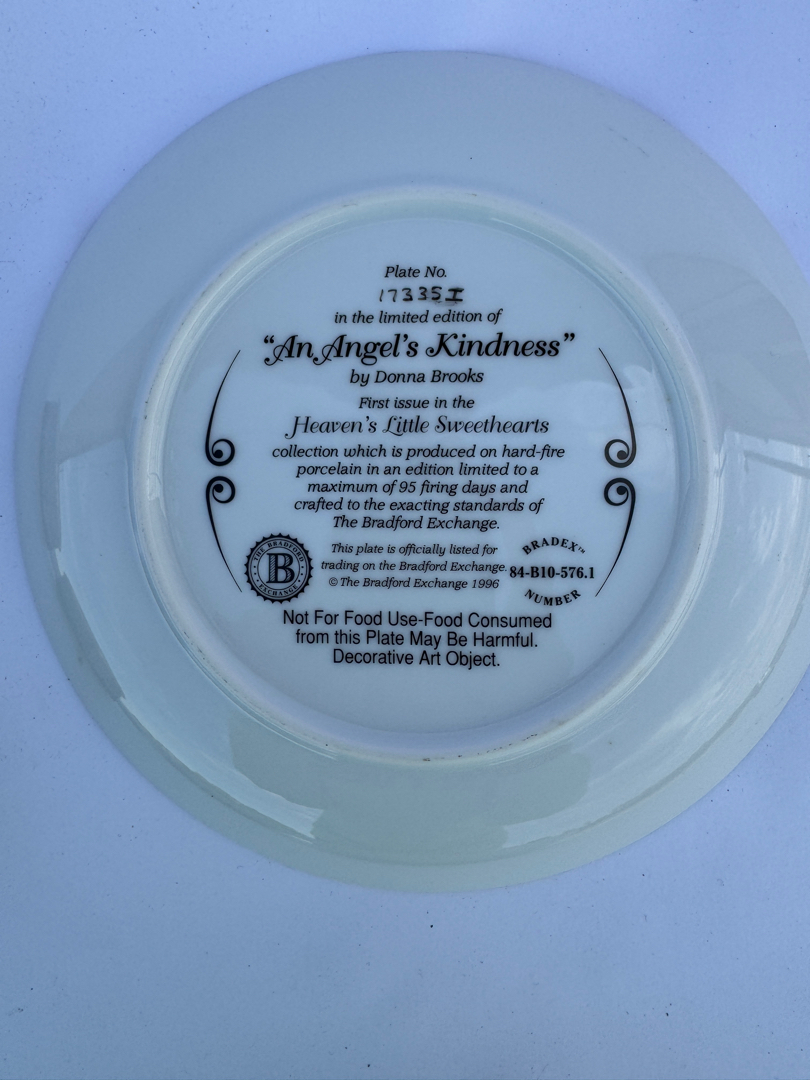 Plate No.
17335I
in the limited edition of
“An Angel’s Kindness”
by Donna Brooks
First issue in the
Heaven’s Little Sweethearts
collection which is produced on hard-fire
porcelain in an edition limited to a
maximum of 95 firing days and
crafted to the exacting standards of
The Bradford Exchange.
THE BRADFORD
B
EXCHANGE
This plate is officially listed for
trading on the Bradford Exchange.
© The Bradford Exchange 1996
BRADEX™
84-B10-576.1
NUMBER
Not For Food Use-Food Consumed
from this Plate May Be Harmful.
Decorative Art Object.